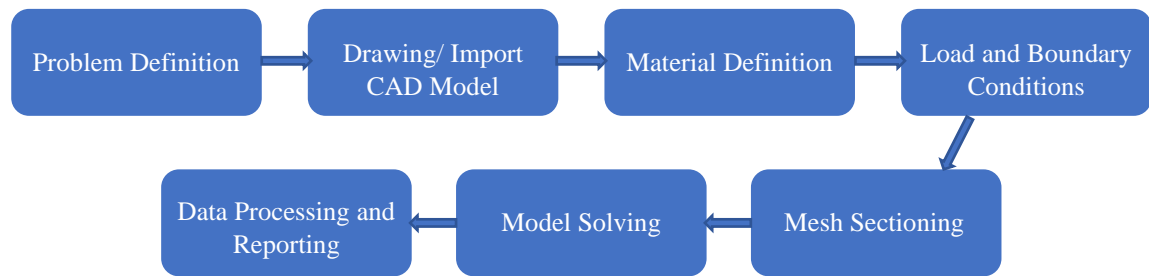 Problem Definition
Drawing/ Import
CAD Model
Material Definition
Load and Boundary
Conditions
Mesh Sectioning
Model Solving
Data Processing and
Reporting